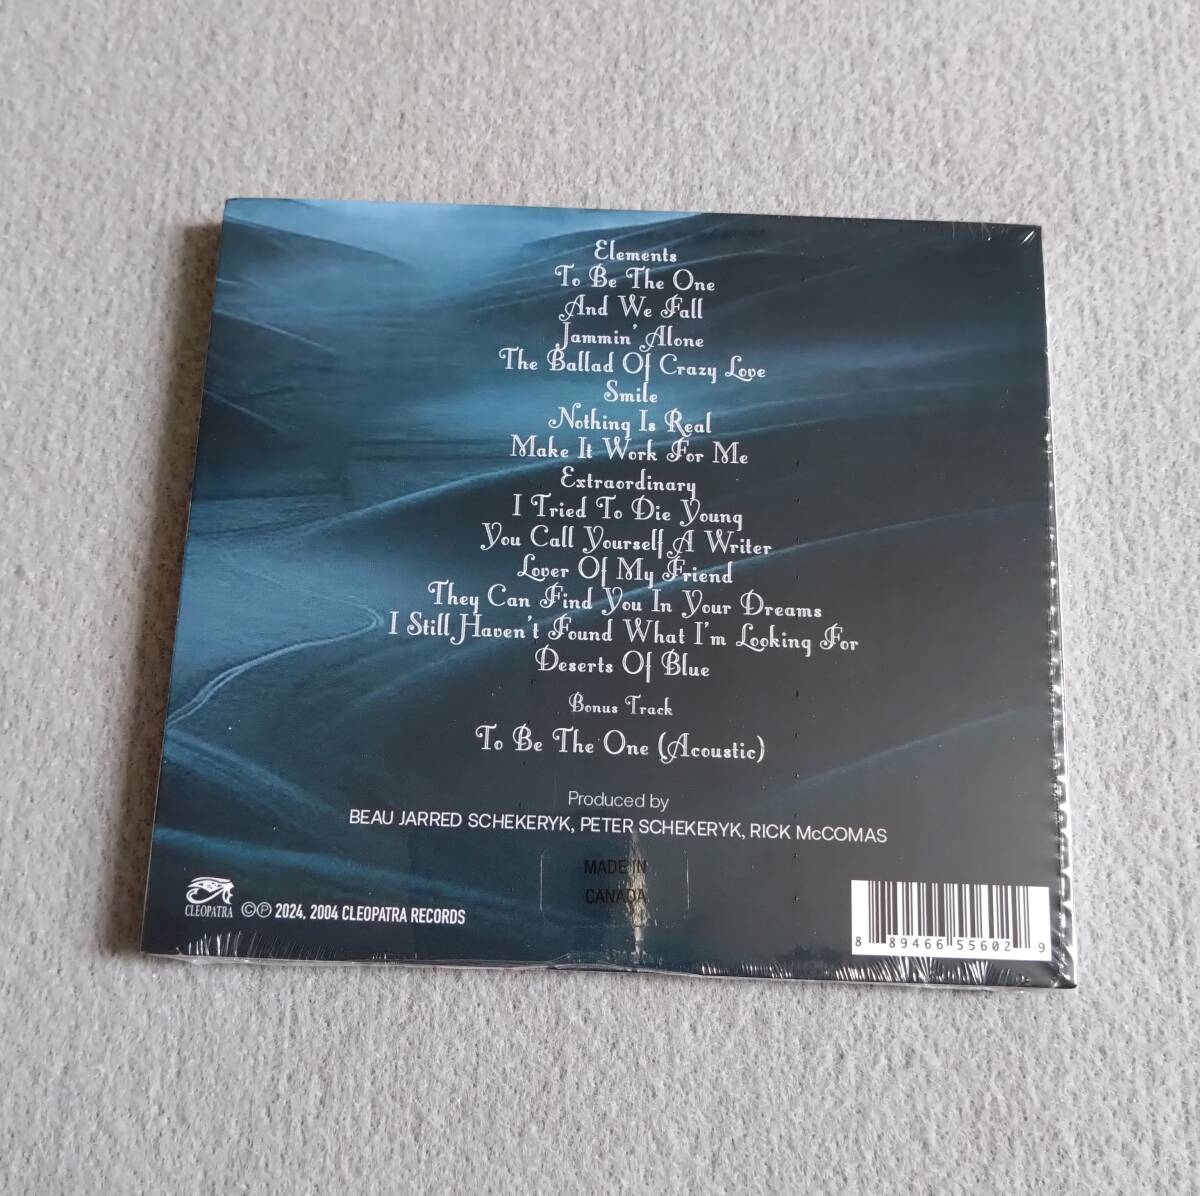 Elements
To Be The One
And We Fall
Jammin' Alone
The Ballad Of Crazy Love
Smile
Nothing Is Real
Make It Work For Me
Extraordinary
I Tried To Die Young
You Call Yourself A Writer
Lover Of My Friend
They Can Find You In Your Dreams
I Still Haven't Found What I'm Looking For
Deserts Of Blue
Bonus Track
To Be The One (Acoustic)
Produced by
BEAU JARRED SCHEKERYK, PETER SCHEKERYK, RICK McCOMAS
MADE IN
CANADA
CLEOPATRA
©℗ 2024, 2004 CLEOPATRA RECORDS
8 89466 55602 9